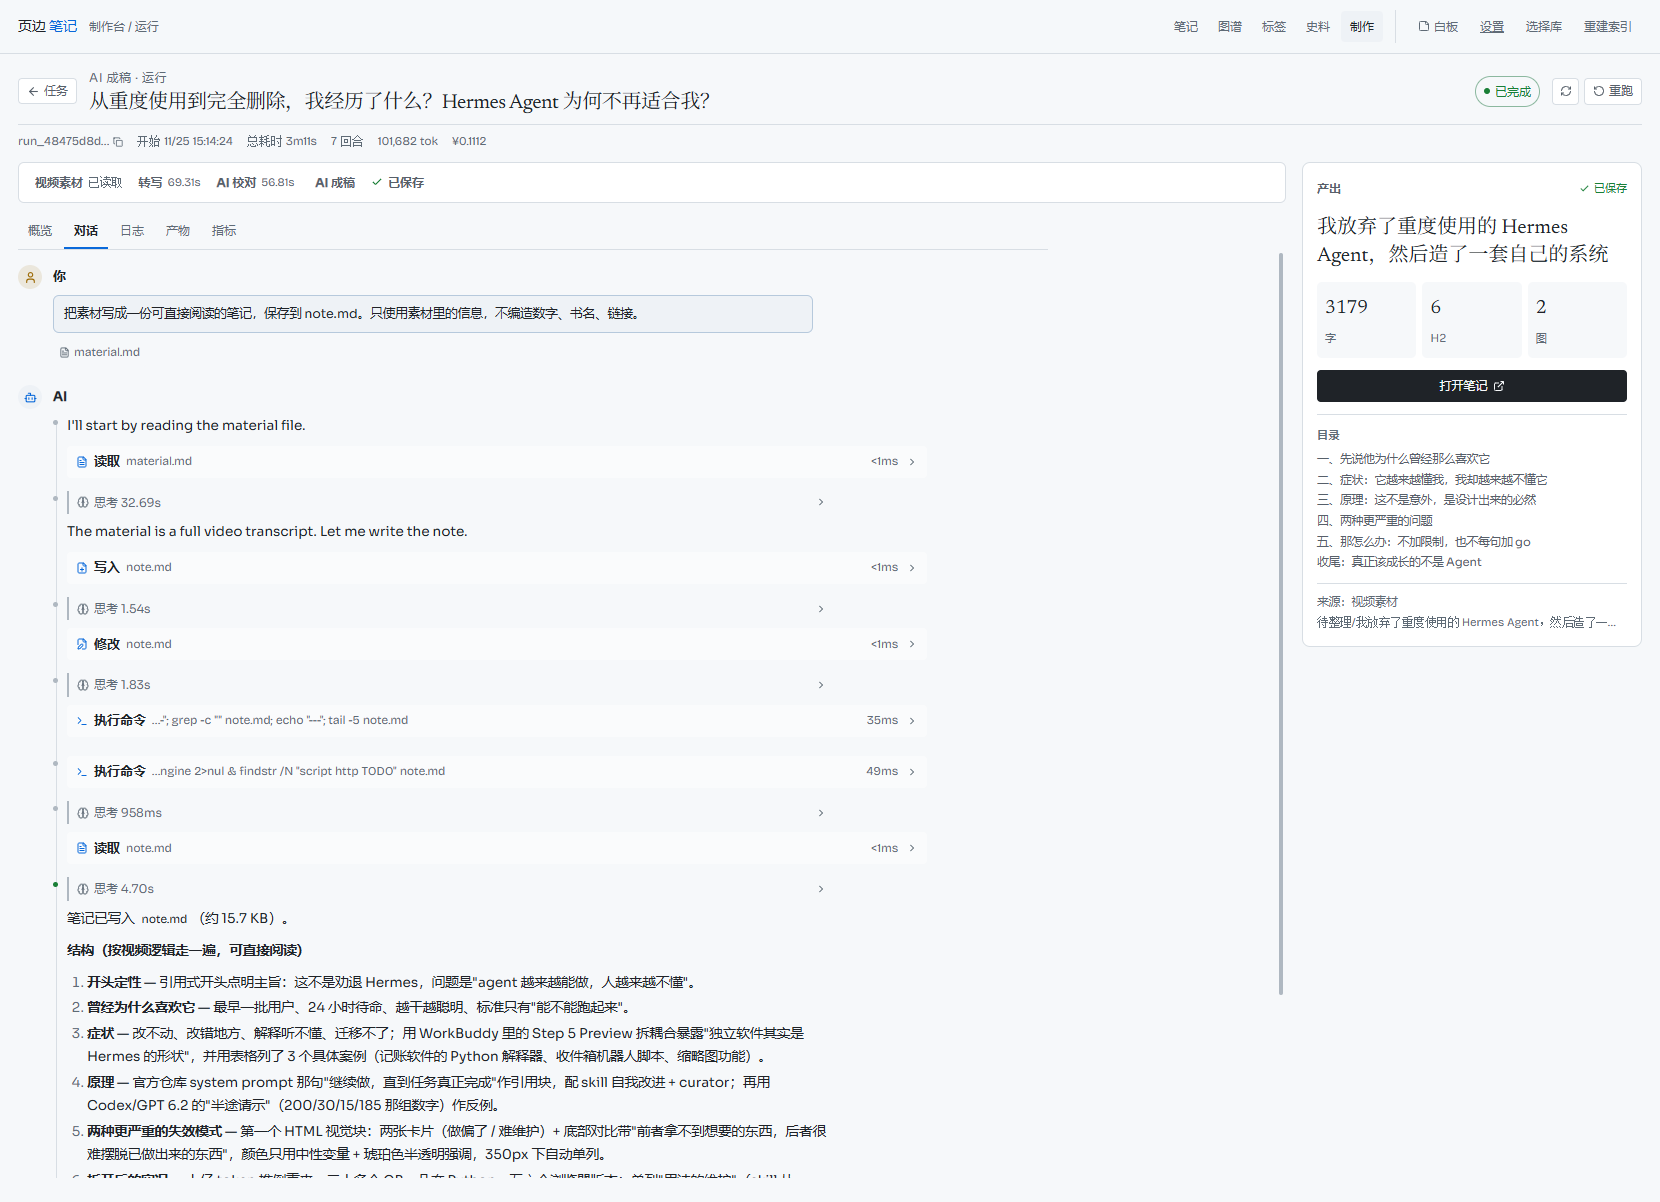 页边 笔记 制作台 / 运行
笔记 图谱 标签 史料 制作 白板 设置 选择库 重建索引
← 任务
AI 成稿 · 运行
从重度使用到完全删除，我经历了什么？Hermes Agent 为何不再适合我？
已完成 重跑
run_48475d8d... 开始 11/25 15:14:24 总耗时 3m11s 7 回合 101,682 tok ¥0.1112
视频素材 已读取 转写 69.31s AI 校对 56.81s AI 成稿 ✓ 已保存
概览 对话 日志 产物 指标
你
把素材写成一份可直接阅读的笔记，保存到 note.md。只使用素材里的信息，不编造数字、书名、链接。
material.md
AI
I'll start by reading the material file.
读取 material.md <1ms
思考 32.69s
The material is a full video transcript. Let me write the note.
写入 note.md <1ms
思考 1.54s
修改 note.md <1ms
思考 1.83s
执行命令 ...-"; grep -c "" note.md; echo "---"; tail -5 note.md 35ms
执行命令 ...ngine 2>nul & findstr /N "script http TODO" note.md 49ms
思考 958ms
读取 note.md <1ms
思考 4.70s
笔记已写入 note.md （约 15.7 KB）。
结构（按视频逻辑走一遍，可直接阅读）
1. 开头定性 — 引用式开头点明主旨：这不是劝退 Hermes，问题是"agent 越来越能做，人越来越不懂"。
2. 曾经为什么喜欢它 — 最早一批用户、24 小时待命、越干越聪明、标准只有"能不能跑起来"。
3. 症状 — 改不动、改错地方、解释听不懂、迁移不了；用 WorkBuddy 里的 Step 5 Preview 拆耦合暴露"独立软件其实是
Hermes 的形状"，并用表格列了 3 个具体案例（记账软件的 Python 解释器、收件箱机器人脚本、缩略图功能）。
4. 原理 — 官方仓库 system prompt 那句"继续做，直到任务真正完成"作引用块，配 skill 自我改进 + curator；再用
Codex/GPT 6.2 的"半途请示"（200/30/15/185 那组数字）作反例。
5. 两种更严重的失效模式 — 第一个 HTML 视觉块：两张卡片（做偏了 / 难维护）+ 底部对比带"前者拿不到想要的东西，后者很
难摆脱已做出来的东西"，颜色只用中性变量 + 琥珀色半透明强调，350px 下自动单列。
产出 ✓ 已保存
我放弃了重度使用的 Hermes
Agent，然后造了一套自己的系统
3179 6 2
字 H2 图
打开笔记
目录
一、先说他为什么曾经那么喜欢它
二、症状：它越来越懂我，我却越来越不懂它
三、原理：这不是意外，是设计出来的必然
四、两种更严重的问题
五、那怎么办：不加限制，也不每句加 go
收尾：真正该成长的不是 Agent
来源：视频素材
待整理/我放弃了重度使用的 Hermes Agent，然后造了一...